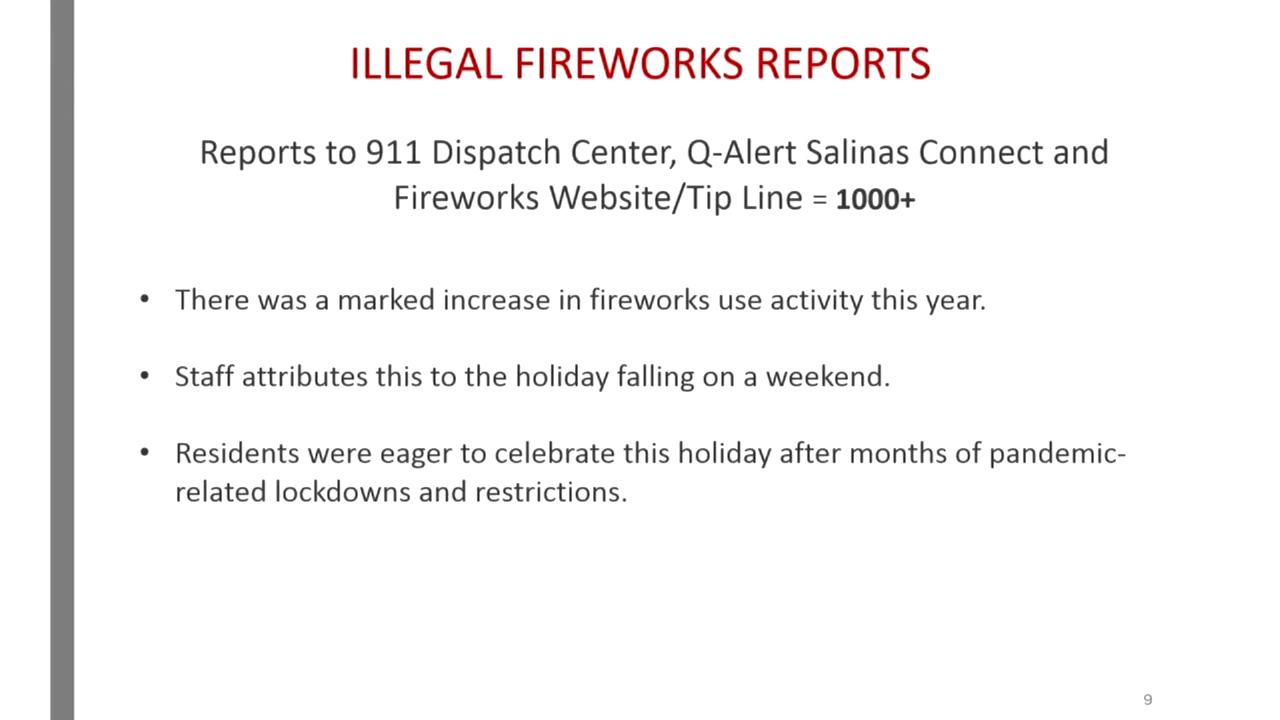 ILLEGAL FIREWORKS REPORTS
Reports to 911 Dispatch Center, Q-Alert Salinas Connect and
Fireworks Website/Tip Line = 1000+
• There was a marked increase in fireworks use activity this year.
• Staff attributes this to the holiday falling on a weekend.
• Residents were eager to celebrate this holiday after months of pandemic-
related lockdowns and restrictions.
9